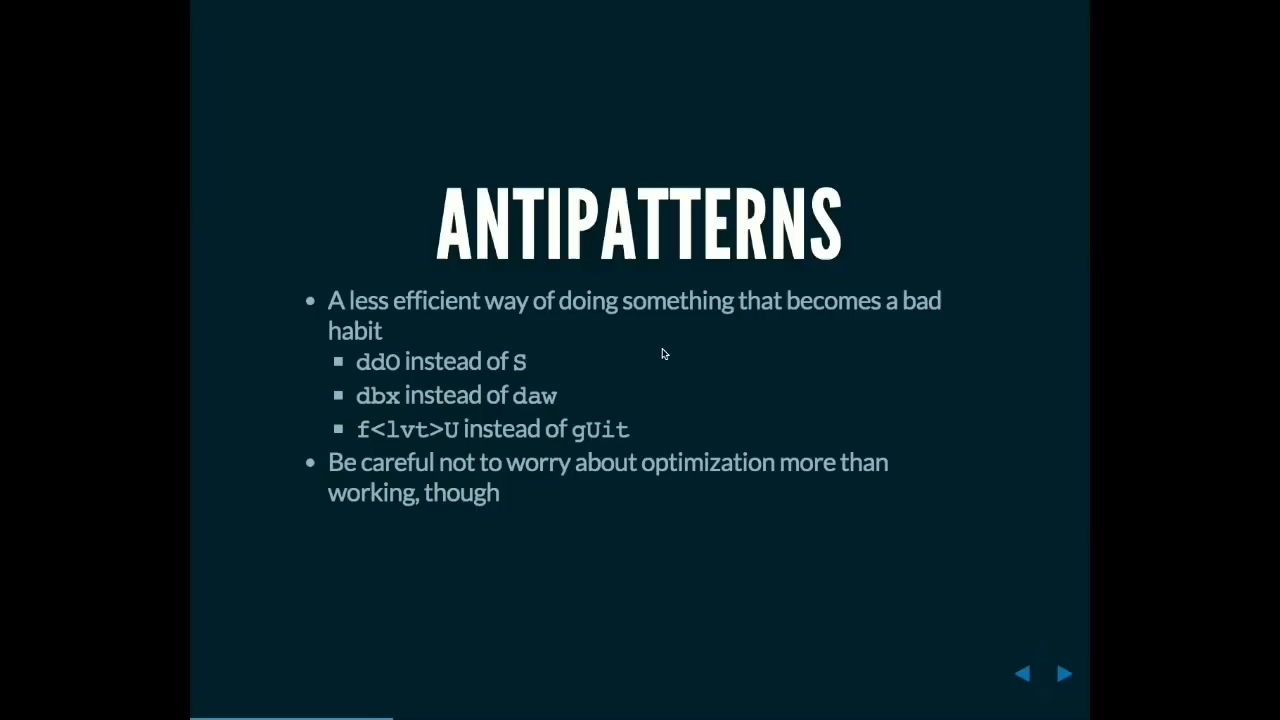 ANTIPATTERNS
• A less efficient way of doing something that becomes a bad
habit
▪ ddO instead of S
▪ dbx instead of daw
▪ f<lvt>U instead of gUit
• Be careful not to worry about optimization more than
working, though